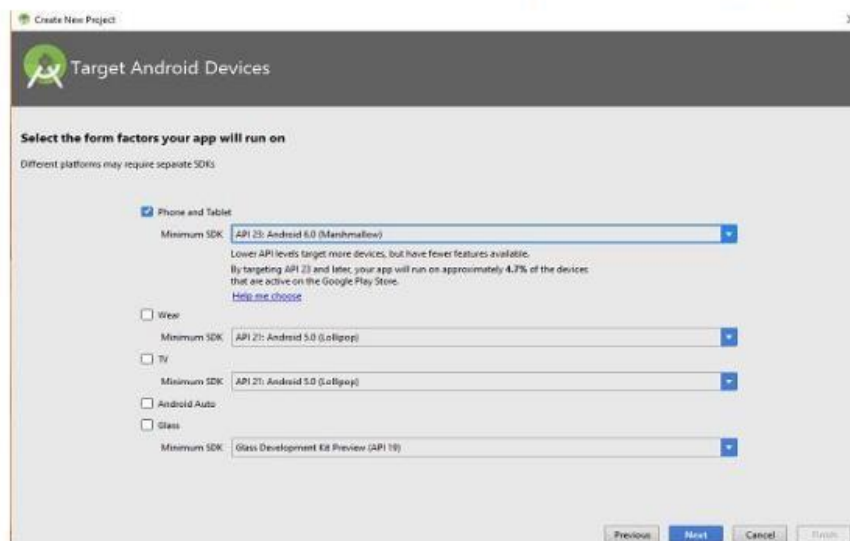 Create New Project
Target Android Devices
Select the form factors your app will run on
Different platforms may require separate SDKs
Phone and Tablet
Minimum SDK API 23: Android 6.0 (Marshmallow)
Lower API levels target more devices, but have fewer features available.
By targeting API 23 and later, your app will run on approximately 4.7% of the devices
that are active on the Google Play Store.
Help me choose
Wear
Minimum SDK API 21: Android 5.0 (Lollipop)
TV
Minimum SDK API 21: Android 5.0 (Lollipop)
Android Auto
Glass
Minimum SDK Glass Development Kit Preview (API 19)
Previous Next Cancel Finish